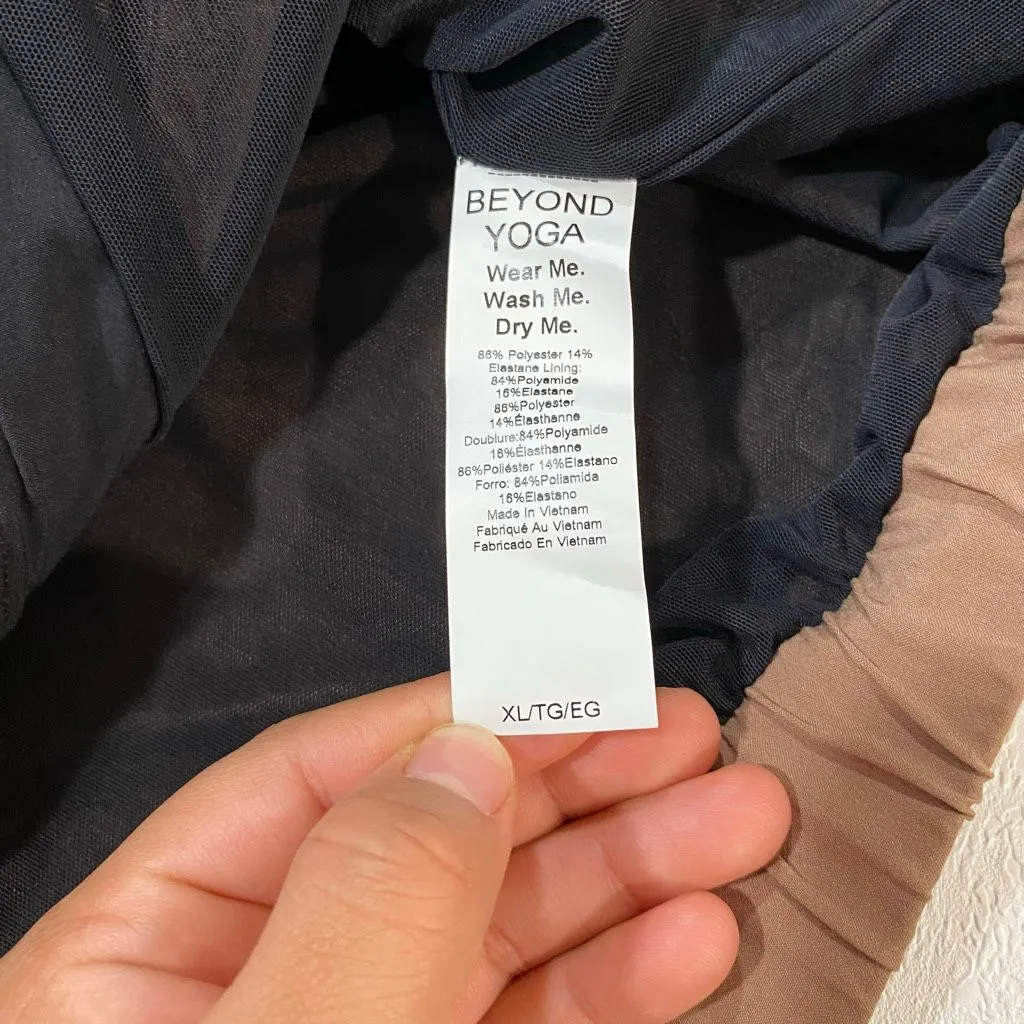 BEYOND
YOGA
Wear Me.
Wash Me.
Dry Me.
86% Polyester 14%
Elastane Lining:
84%Polyamide
16%Elastane
86%Polyester
14%Élasthanne
Doublure:84%Polyamide
16%Élasthanne
86%Poliéster 14%Elastano
Forro: 84%Poliamida
16%Elastano
Made In Vietnam
Fabriqué Au Vietnam
Fabricado En Vietnam
XL/TG/EG